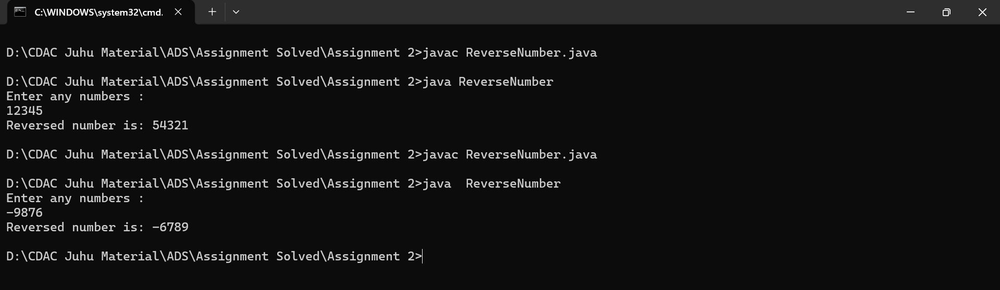 C:\WINDOWS\system32\cmd.
D:\CDAC Juhu Material\ADS\Assignment Solved\Assignment 2>javac ReverseNumber.java
D:\CDAC Juhu Material\ADS\Assignment Solved\Assignment 2>java ReverseNumber
Enter any numbers :
12345
Reversed number is: 54321
D:\CDAC Juhu Material\ADS\Assignment Solved\Assignment 2>javac ReverseNumber.java
D:\CDAC Juhu Material\ADS\Assignment Solved\Assignment 2>java  ReverseNumber
Enter any numbers :
-9876
Reversed number is: -6789
D:\CDAC Juhu Material\ADS\Assignment Solved\Assignment 2>